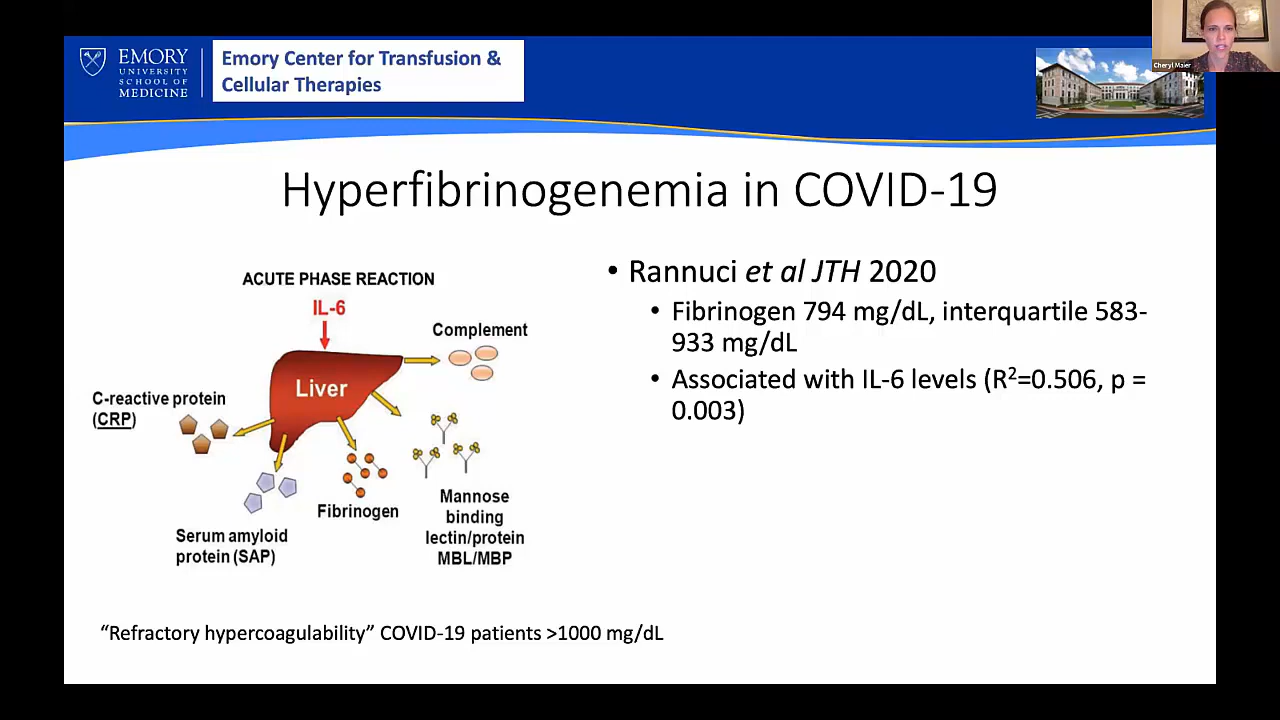 EMORY
UNIVERSITY
SCHOOL OF
MEDICINE
Emory Center for Transfusion &
Cellular Therapies
Cheryl Maier
Hyperfibrinogenemia in COVID-19
ACUTE PHASE REACTION
IL-6
Complement
Liver
C-reactive protein
(CRP)
Fibrinogen
Mannose
binding
lectin/protein
MBL/MBP
Serum amyloid
protein (SAP)
• Rannuci et al JTH 2020
• Fibrinogen 794 mg/dL, interquartile 583-
933 mg/dL
• Associated with IL-6 levels (R²=0.506, p =
0.003)
“Refractory hypercoagulability” COVID-19 patients >1000 mg/dL